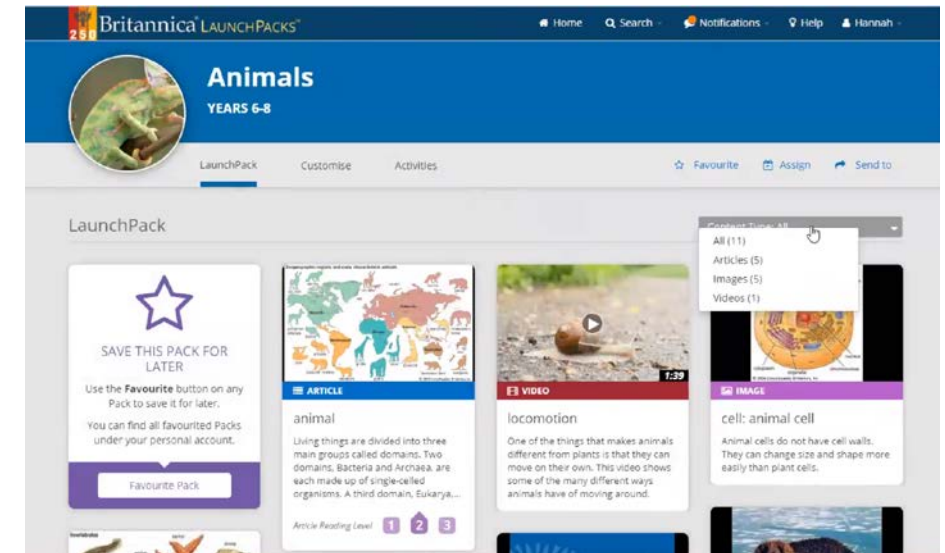 250 Britannica® LAUNCHPACKS™
Home Search Notifications Help Hannah
Animals
YEARS 6-8
LaunchPack Customise Activities Favourite Assign Send to
LaunchPack
Content Type: All
All (11)
Articles (5)
Images (5)
Videos (1)
SAVE THIS PACK FOR
LATER
Use the Favourite button on any
Pack to save it for later.
You can find all favourited Packs
under your personal account.
Favourite Pack
ARTICLE
animal
Living things are divided into three
main groups called domains. Two
domains, Bacteria and Archaea, are
each made up of single-celled
organisms. A third domain, Eukarya,...
Article Reading Level 1 2 3
1:39
VIDEO
locomotion
One of the things that makes animals
different from plants is that they can
move on their own. This video shows
some of the many different ways
animals have of moving around.
IMAGE
cell: animal cell
Animal cells do not have cell walls.
They can change size and shape more
easily than plant cells.